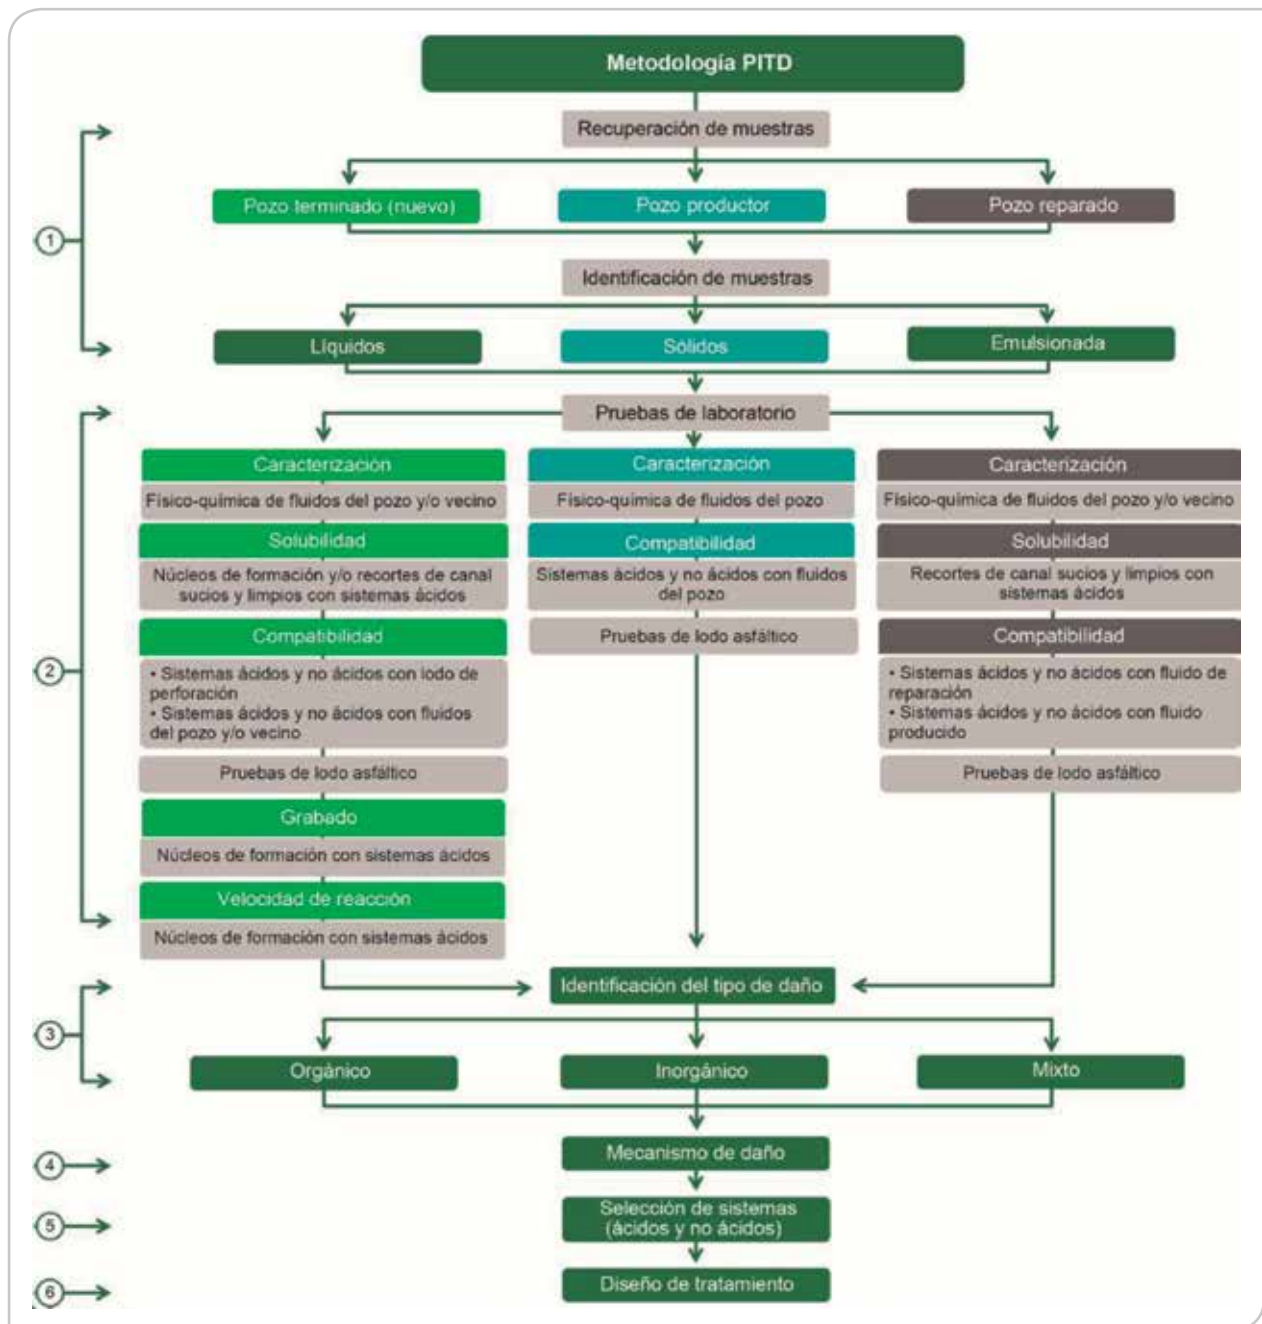 Metodología PITD
Recuperación de muestras
Pozo terminado (nuevo)
Pozo productor
Pozo reparado
1
Identificación de muestras
Líquidos
Sólidos
Emulsionada
Pruebas de laboratorio
Caracterización
Físico-química de fluidos del pozo y/o vecino
Solubilidad
Núcleos de formación y/o recortes de canal
sucios y limpios con sistemas ácidos
Compatibilidad
• Sistemas ácidos y no ácidos con lodo de
perforación
• Sistemas ácidos y no ácidos con fluidos
del pozo y/o vecino
Pruebas de lodo asfáltico
Grabado
Núcleos de formación con sistemas ácidos
Velocidad de reacción
Núcleos de formación con sistemas ácidos
Caracterización
Físico-química de fluidos del pozo
Compatibilidad
Sistemas ácidos y no ácidos con fluidos
del pozo
Pruebas de lodo asfáltico
Caracterización
Físico-química de fluidos del pozo y/o vecino
Solubilidad
Recortes de canal sucios y limpios con
sistemas ácidos
Compatibilidad
• Sistemas ácidos y no ácidos con fluido de
reparación
• Sistemas ácidos y no ácidos con fluido
producido
Pruebas de lodo asfáltico
2
Identificación del tipo de daño
3
Orgánico
Inorgánico
Mixto
4
Mecanismo de daño
5
Selección de sistemas
(ácidos y no ácidos)
6
Diseño de tratamiento